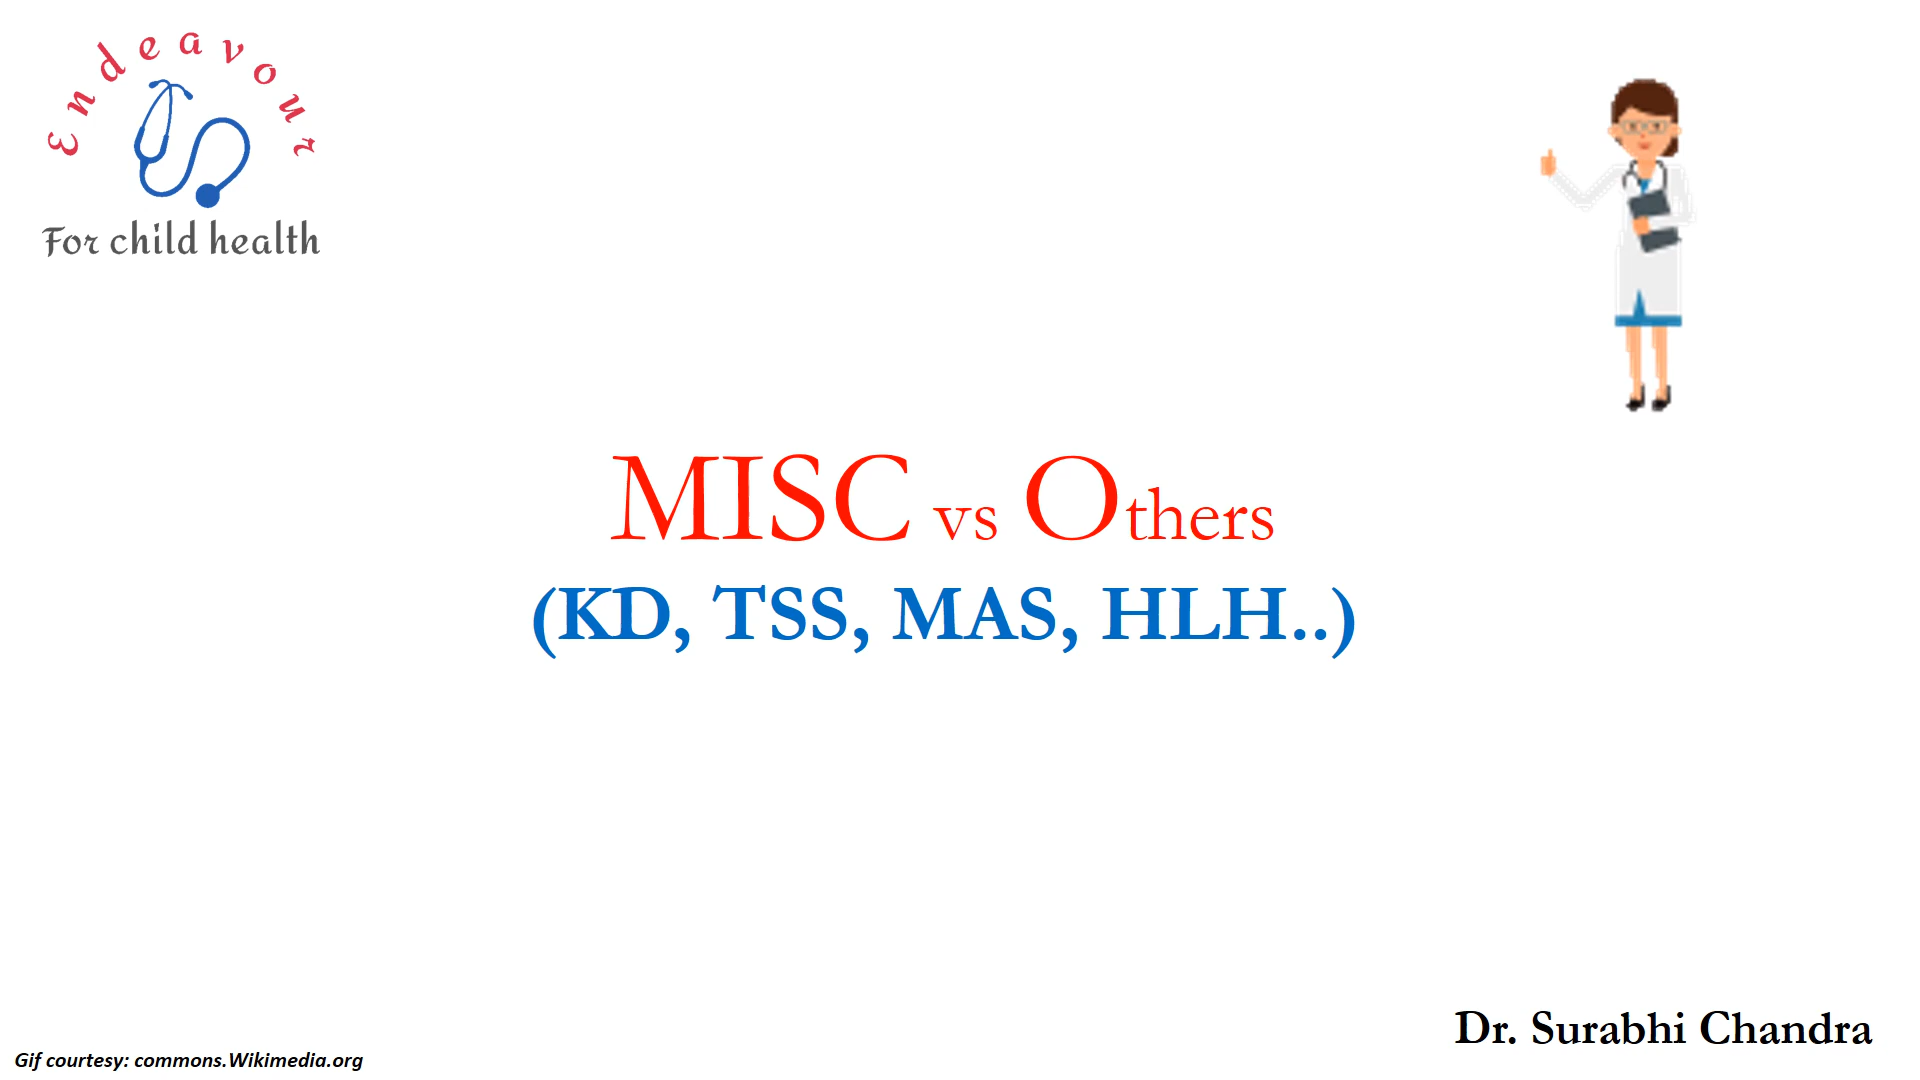 Endeavour
For child health
MISC vs Others
(KD, TSS, MAS, HLH..)
Dr. Surabhi Chandra
Gif courtesy: commons.Wikimedia.org